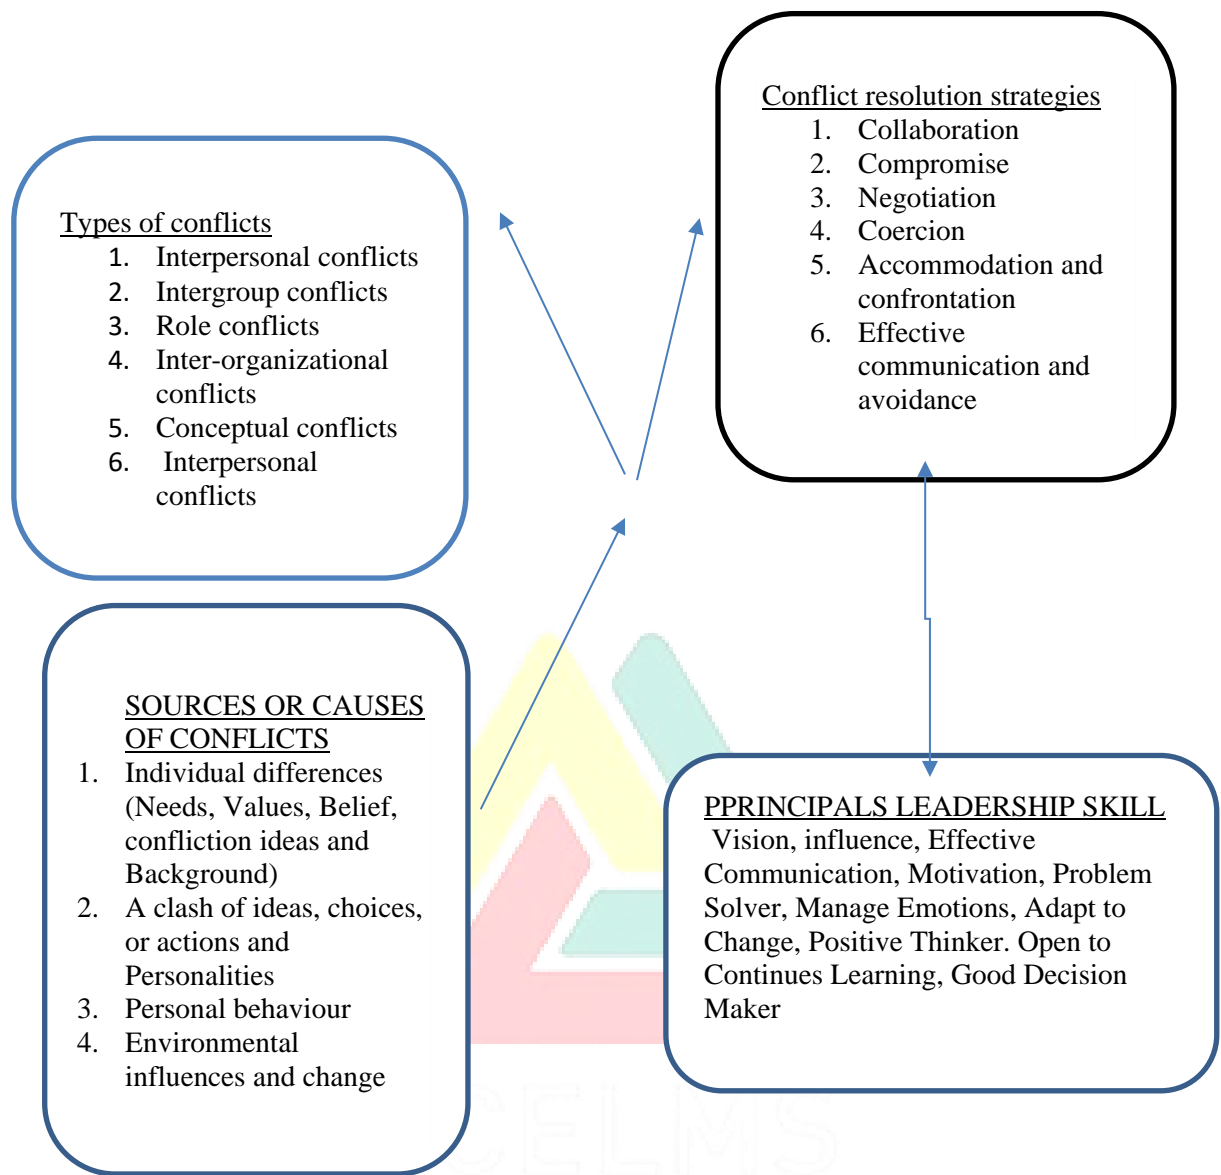 Types of conflicts
1. Interpersonal conflicts
2. Intergroup conflicts
3. Role conflicts
4. Inter-organizational
conflicts
5. Conceptual conflicts
6. Interpersonal
conflicts
Conflict resolution strategies
1. Collaboration
2. Compromise
3. Negotiation
4. Coercion
5. Accommodation and
confrontation
6. Effective
communication and
avoidance
SOURCES OR CAUSES
OF CONFLICTS
1. Individual differences
(Needs, Values, Belief,
confliction ideas and
Background)
2. A clash of ideas, choices,
or actions and
Personalities
3. Personal behaviour
4. Environmental
influences and change
PPRINCIPALS LEADERSHIP SKILL
Vision, influence, Effective
Communication, Motivation, Problem
Solver, Manage Emotions, Adapt to
Change, Positive Thinker. Open to
Continues Learning, Good Decision
Maker
CELMS